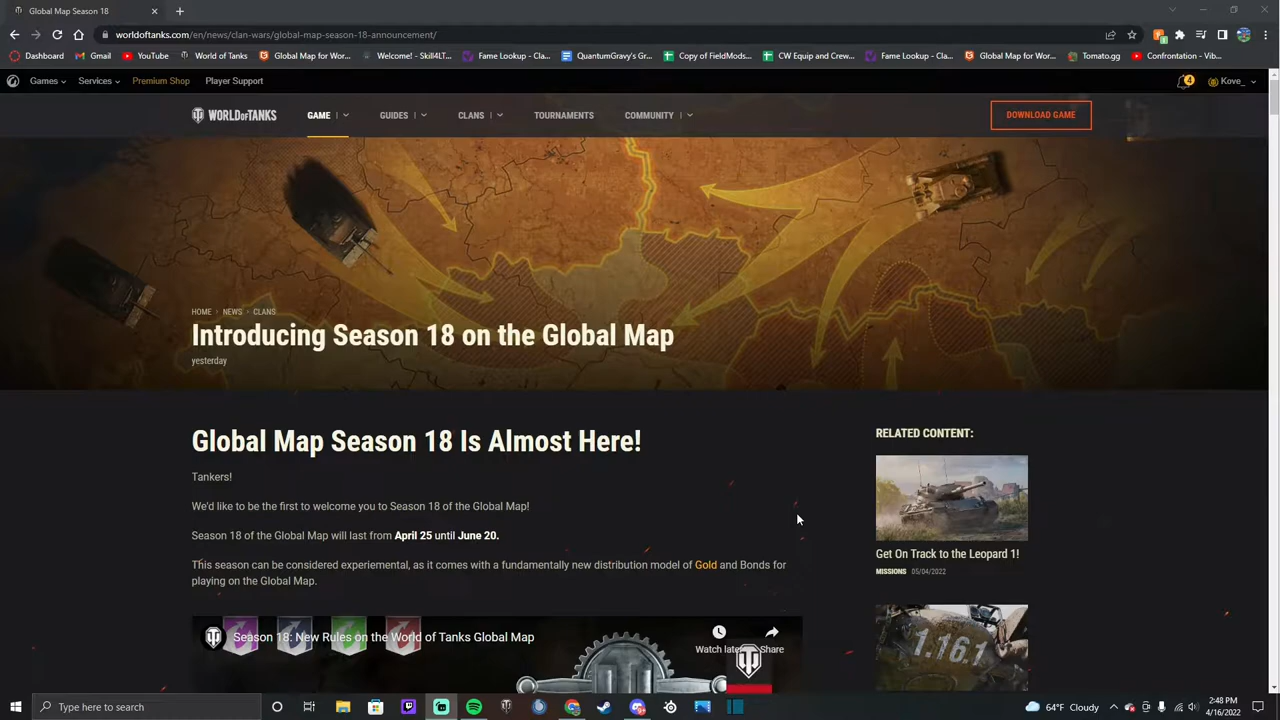 Global Map Season 18
worldoftanks.com/en/news/clan-wars/global-map-season-18-announcement/
Dashboard
Gmail
YouTube
Fame Lookup - C...
Global Map for Wor...
Welcome! - Skill4LT...
Fame Lookup - Cl...
QuantumGravy's G...
Copy of FieldMods...
CW Equip and Crew...
Fame Lookup - Cl...
Global Map for Wor...
Tomato.gg
Confrontation - Vib...
Games
Services
Premium Shop
Player Support
4
Kove_
WORLD OF TANKS
GAME
GUIDES
CLANS
TOURNAMENTS
COMMUNITY
DOWNLOAD GAME
HOME > NEWS > CLANS
Introducing Season 18 on the Global Map
yesterday
Global Map Season 18 Is Almost Here!
Tankers!
We'd like to be the first to welcome you to Season 18 of the Global Map!
Season 18 of the Global Map will last from April 25 until June 20.
This season can be considered experiemental, as it comes with a fundamentally new distribution model of Gold and Bonds for
playing on the Global Map.
Season 18: New Rules on the World of Tanks Global Map
Watch late
Share
RELATED CONTENT:
Get On Track to the Leopard 1!
MISSIONS 05/04/2022
1.16.1
Type here to search
64°F Cloudy
2:48 PM
4/16/2022